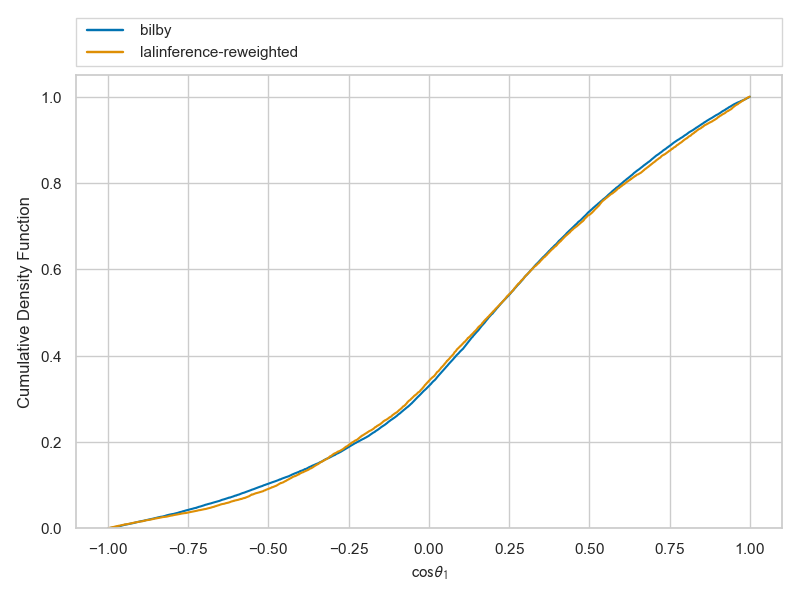 bilby
lalinference-reweighted
Cumulative Density Function
1.0
0.8
0.6
0.4
0.2
0.0
−1.00 −0.75 −0.50 −0.25 0.00 0.25 0.50 0.75 1.00
cosθ₁